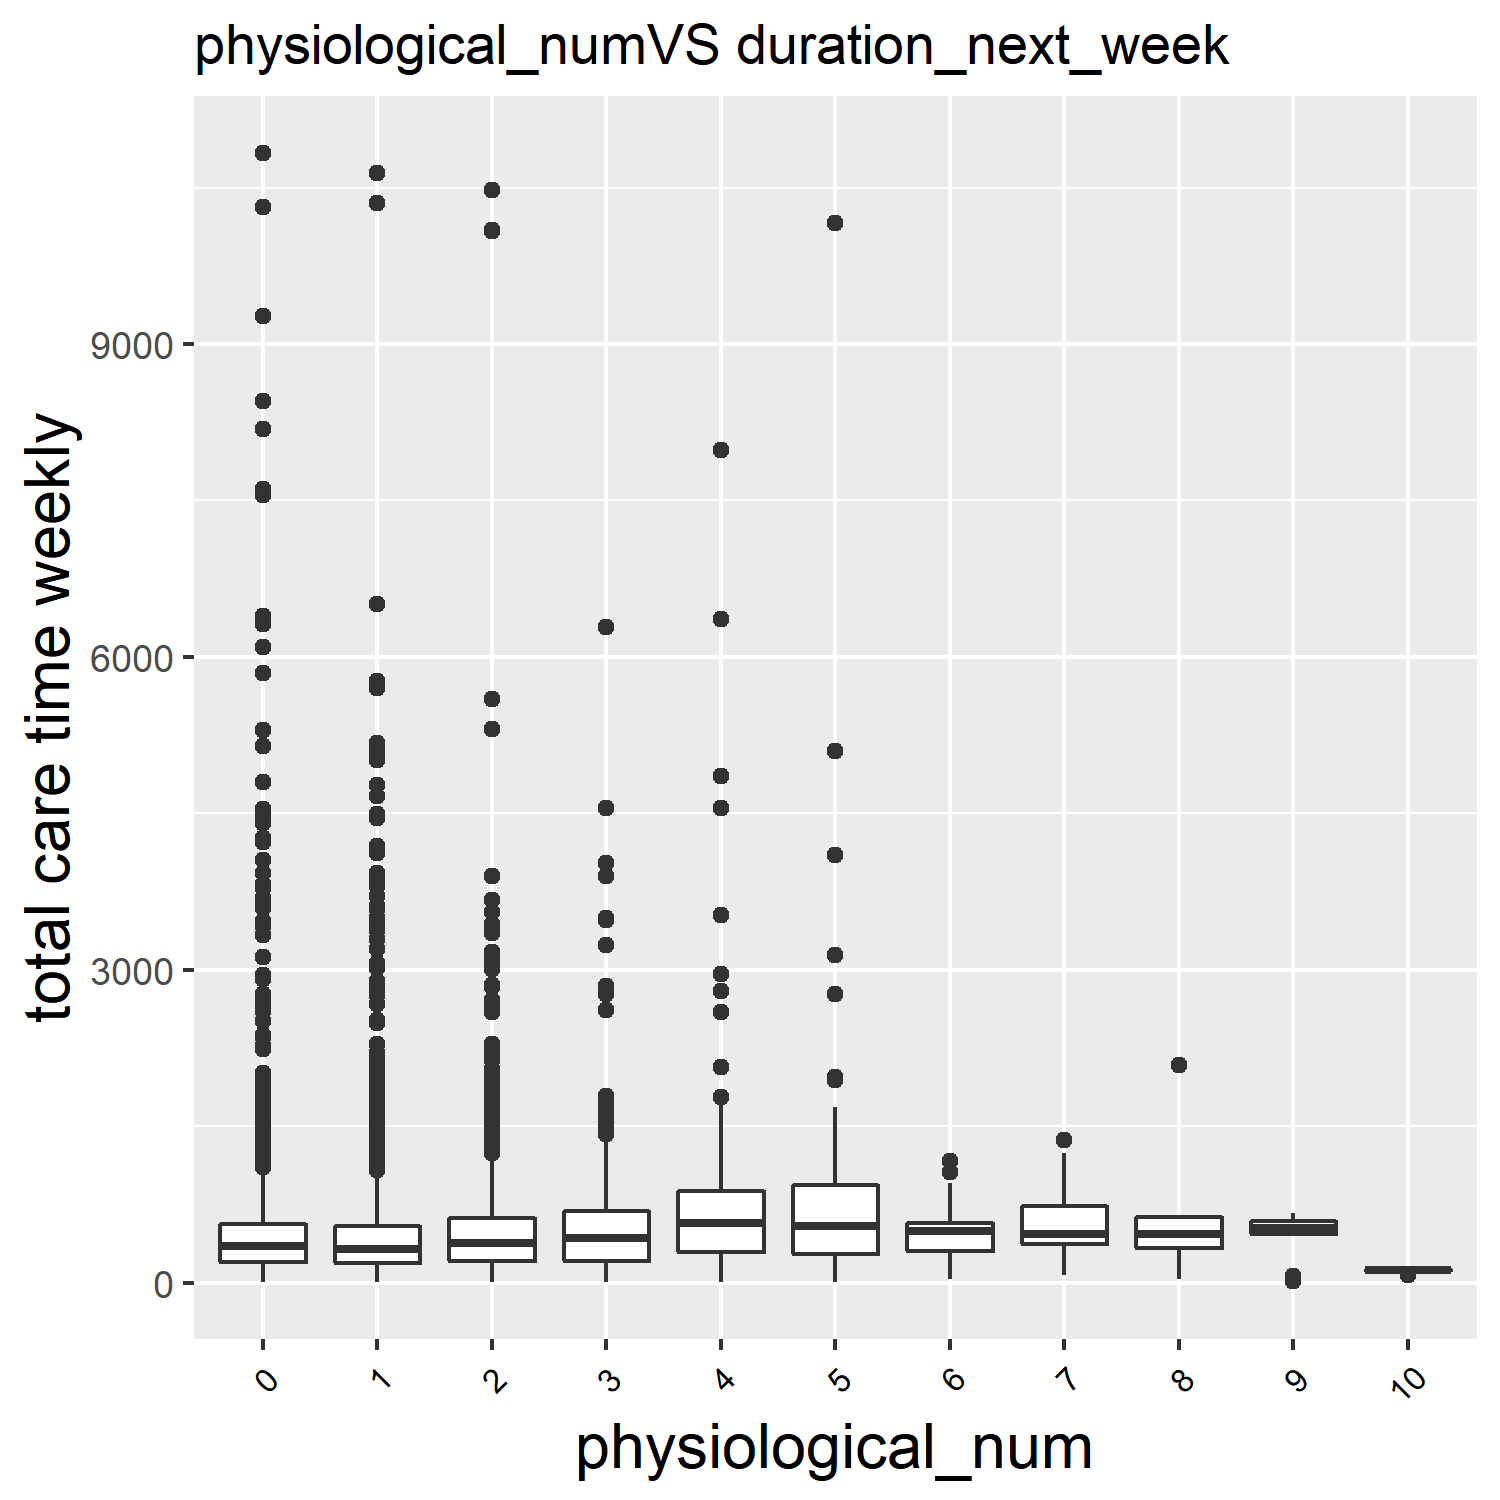 physiological_numVS duration_next_week
total care time weekly
9000
6000
3000
0
0 1 2 3 4 5 6 7 8 9 10
physiological_num